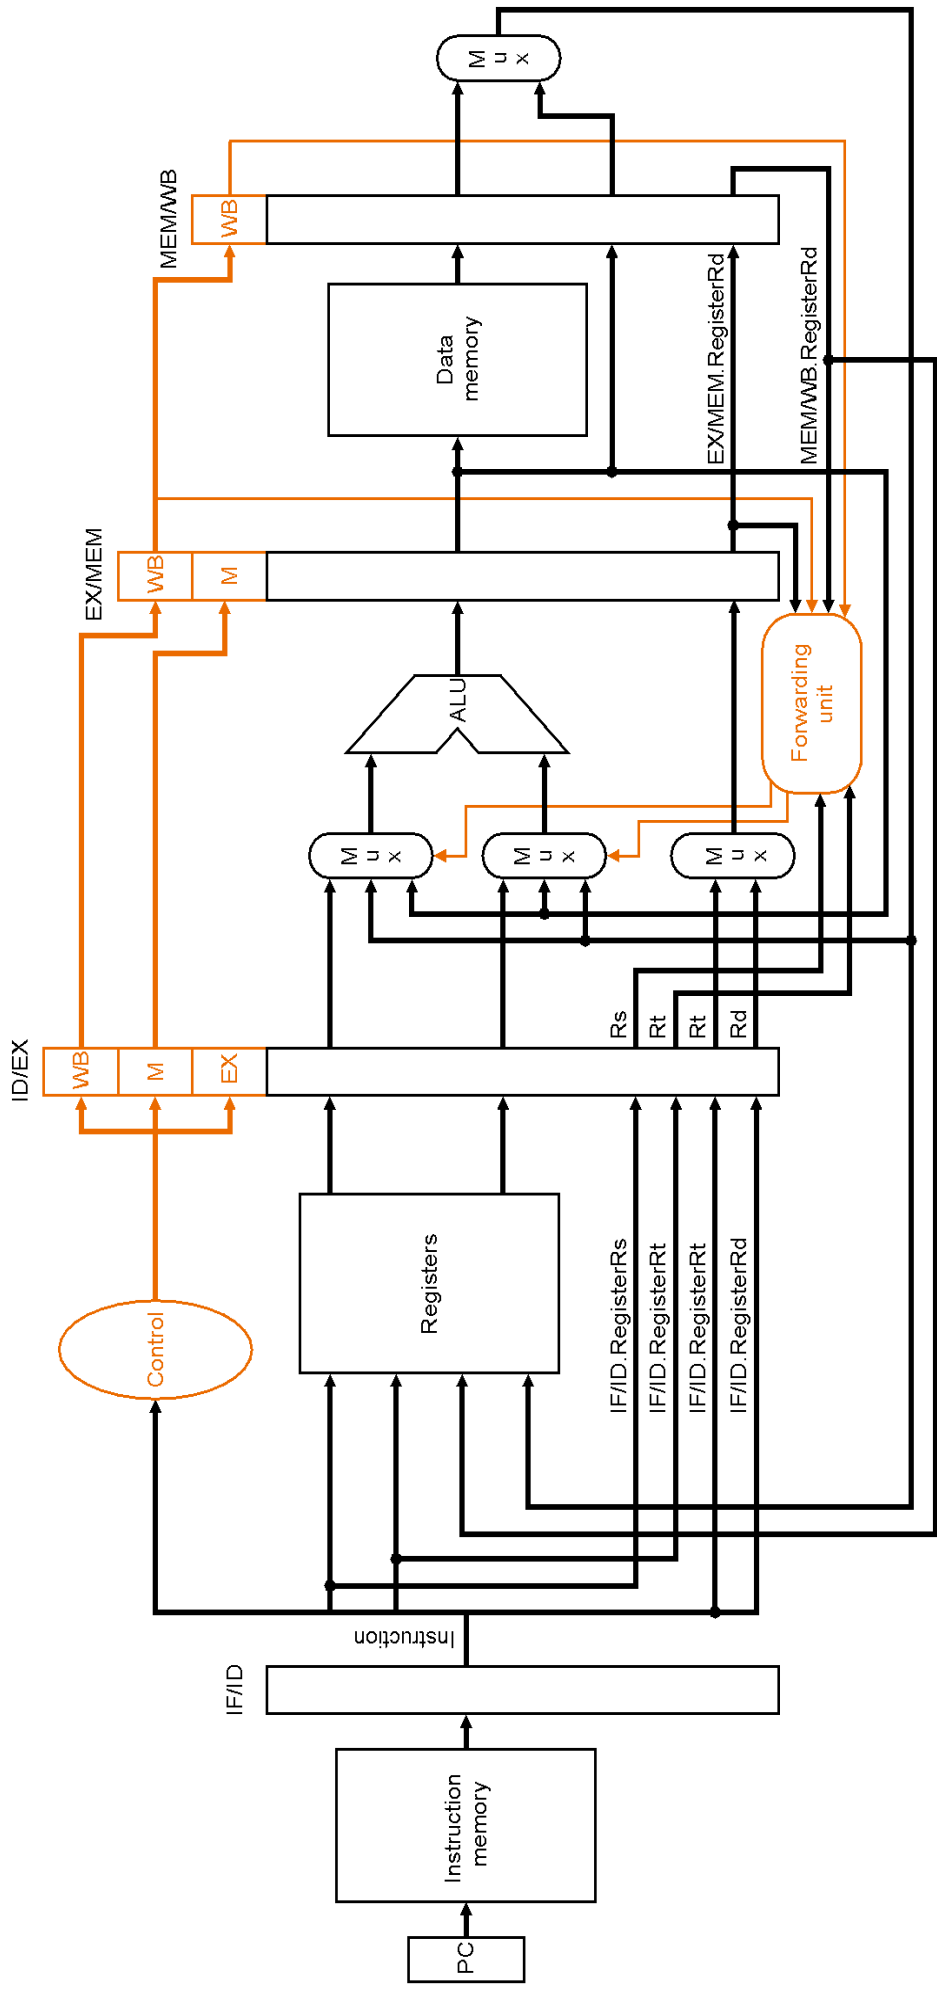 ID/EX
WB
M
EX
Control
EX/MEM
WB
M
MEM/WB
WB
PC
Instruction
memory
IF/ID
Instruction
Registers
M
u
x
M
u
x
M
u
x
ALU
Data
memory
M
u
x
IF/ID.RegisterRs
IF/ID.RegisterRt
IF/ID.RegisterRt
IF/ID.RegisterRd
Rs
Rt
Rt
Rd
EX/MEM.RegisterRd
Forwarding
unit
MEM/WB.RegisterRd